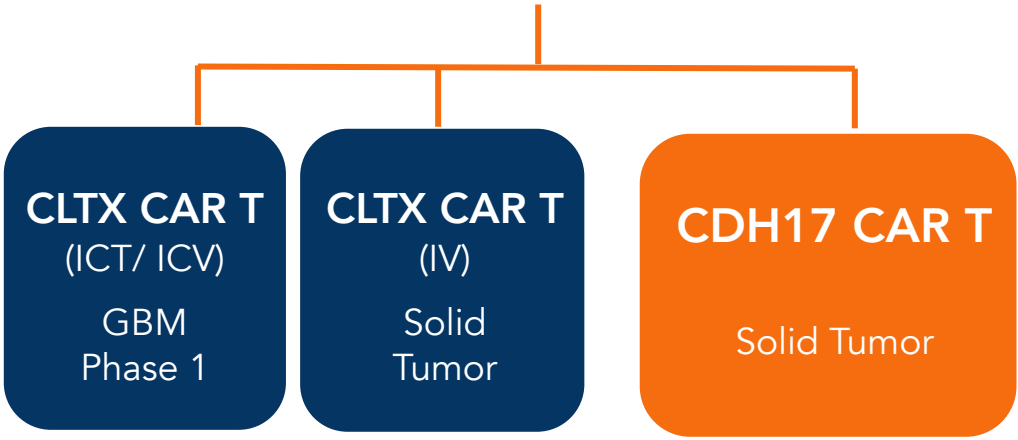 CLTX CAR T
(ICT/ ICV)
GBM
Phase 1
CLTX CAR T
(IV)
Solid
Tumor
CDH17 CAR T
Solid Tumor